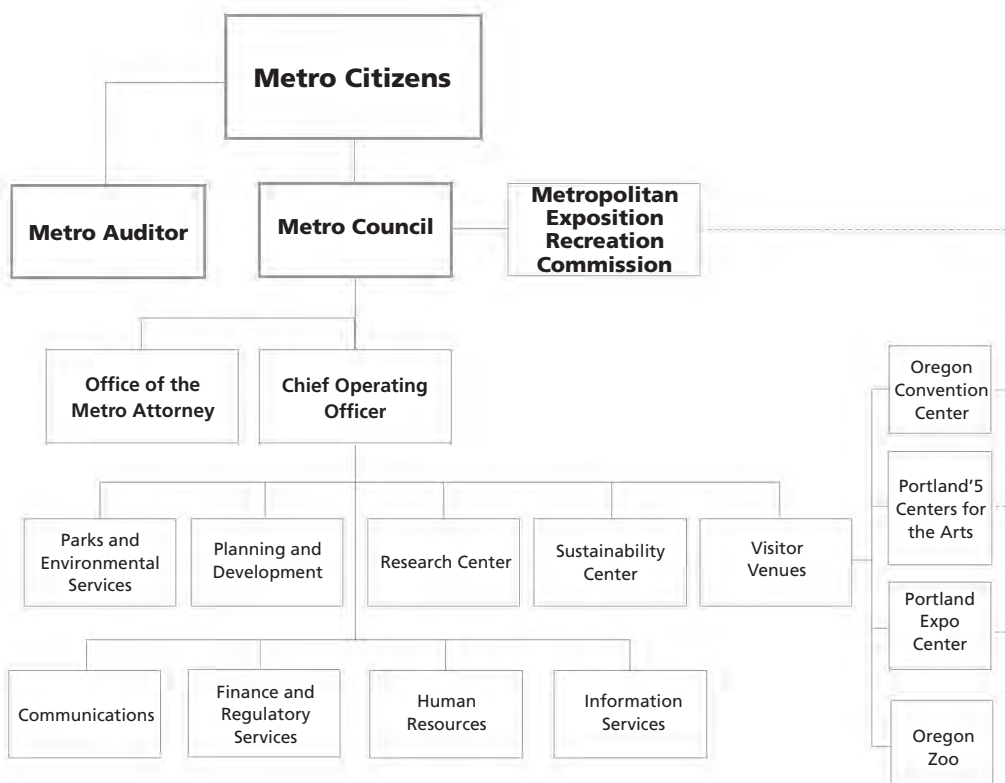 Metro Citizens
Metro Auditor
Metro Council
Metropolitan
Exposition
Recreation
Commission
Office of the
Metro Attorney
Chief Operating
Officer
Oregon
Convention
Center
Portland'5
Centers for
the Arts
Parks and
Environmental
Services
Planning and
Development
Research Center
Sustainability
Center
Visitor
Venues
Portland
Expo
Center
Communications
Finance and
Regulatory
Services
Human
Resources
Information
Services
Oregon
Zoo